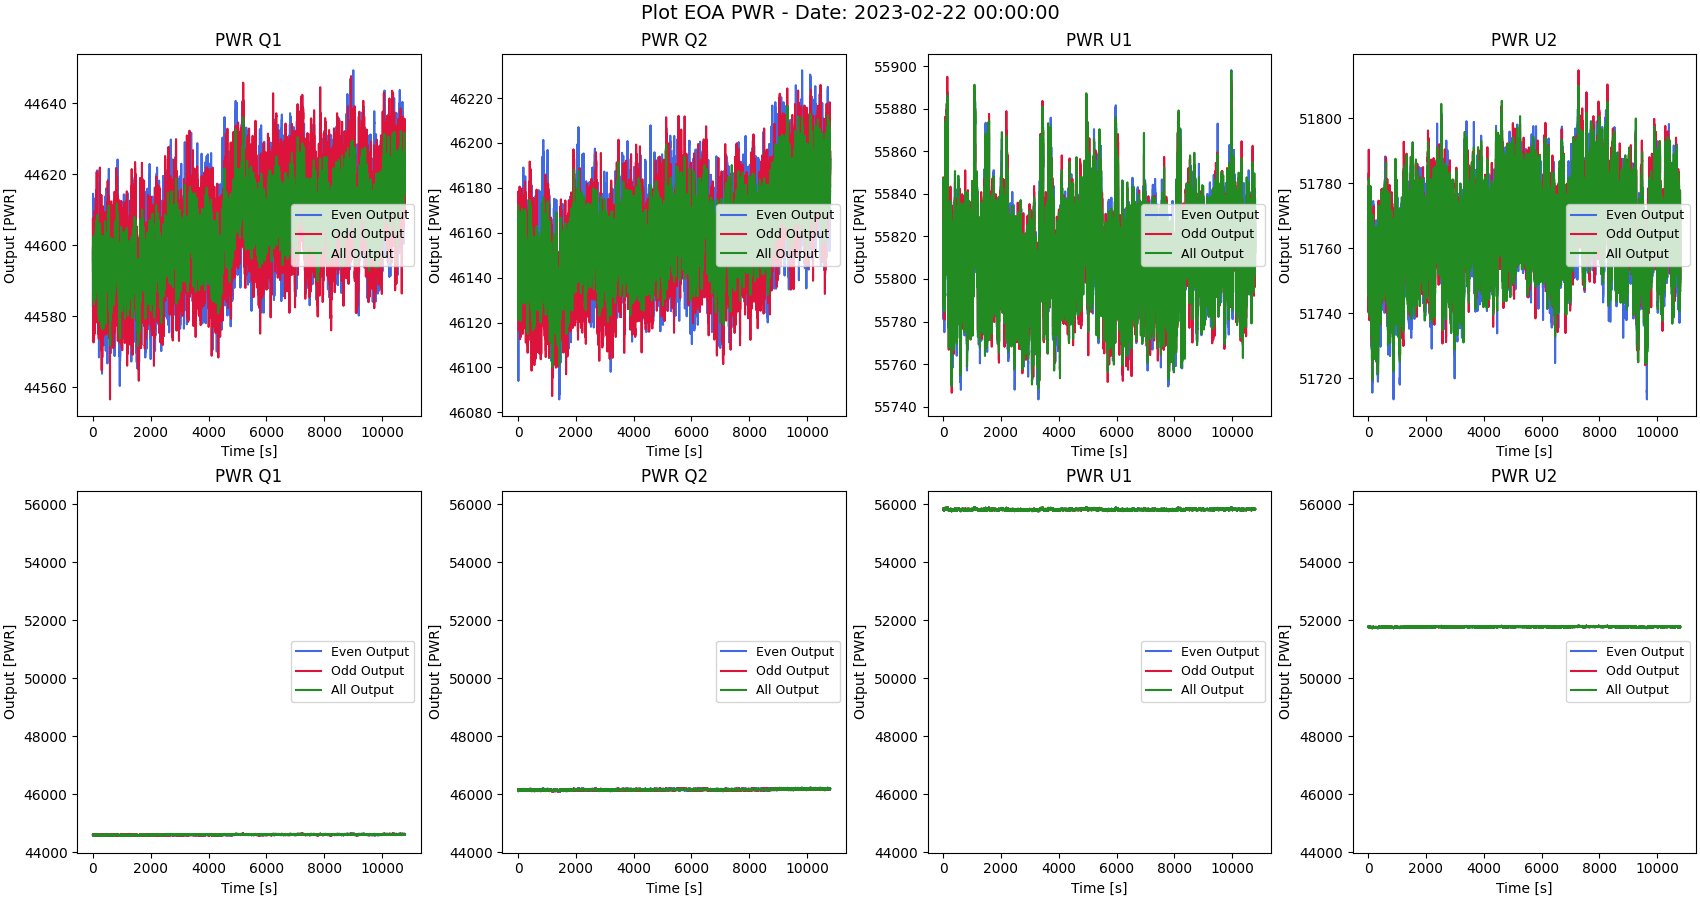 Plot EOA PWR - Date: 2023-02-22 00:00:00
PWR Q1
Output [PWR]
44640
44620
44600
44580
44560
Even Output
Odd Output
All Output
0 2000 4000 6000 8000 10000
Time [s]
PWR Q2
Output [PWR]
46220
46200
46180
46160
46140
46120
46100
46080
Even Output
Odd Output
All Output
0 2000 4000 6000 8000 10000
Time [s]
PWR U1
Output [PWR]
55900
55880
55860
55840
55820
55800
55780
55760
55740
Even Output
Odd Output
All Output
0 2000 4000 6000 8000 10000
Time [s]
PWR U2
Output [PWR]
51800
51780
51760
51740
51720
Even Output
Odd Output
All Output
0 2000 4000 6000 8000 10000
Time [s]
PWR Q1
Output [PWR]
56000
54000
52000
50000
48000
46000
44000
Even Output
Odd Output
All Output
0 2000 4000 6000 8000 10000
Time [s]
PWR Q2
Output [PWR]
56000
54000
52000
50000
48000
46000
44000
Even Output
Odd Output
All Output
0 2000 4000 6000 8000 10000
Time [s]
PWR U1
Output [PWR]
56000
54000
52000
50000
48000
46000
44000
Even Output
Odd Output
All Output
0 2000 4000 6000 8000 10000
Time [s]
PWR U2
Output [PWR]
56000
54000
52000
50000
48000
46000
44000
Even Output
Odd Output
All Output
0 2000 4000 6000 8000 10000
Time [s]